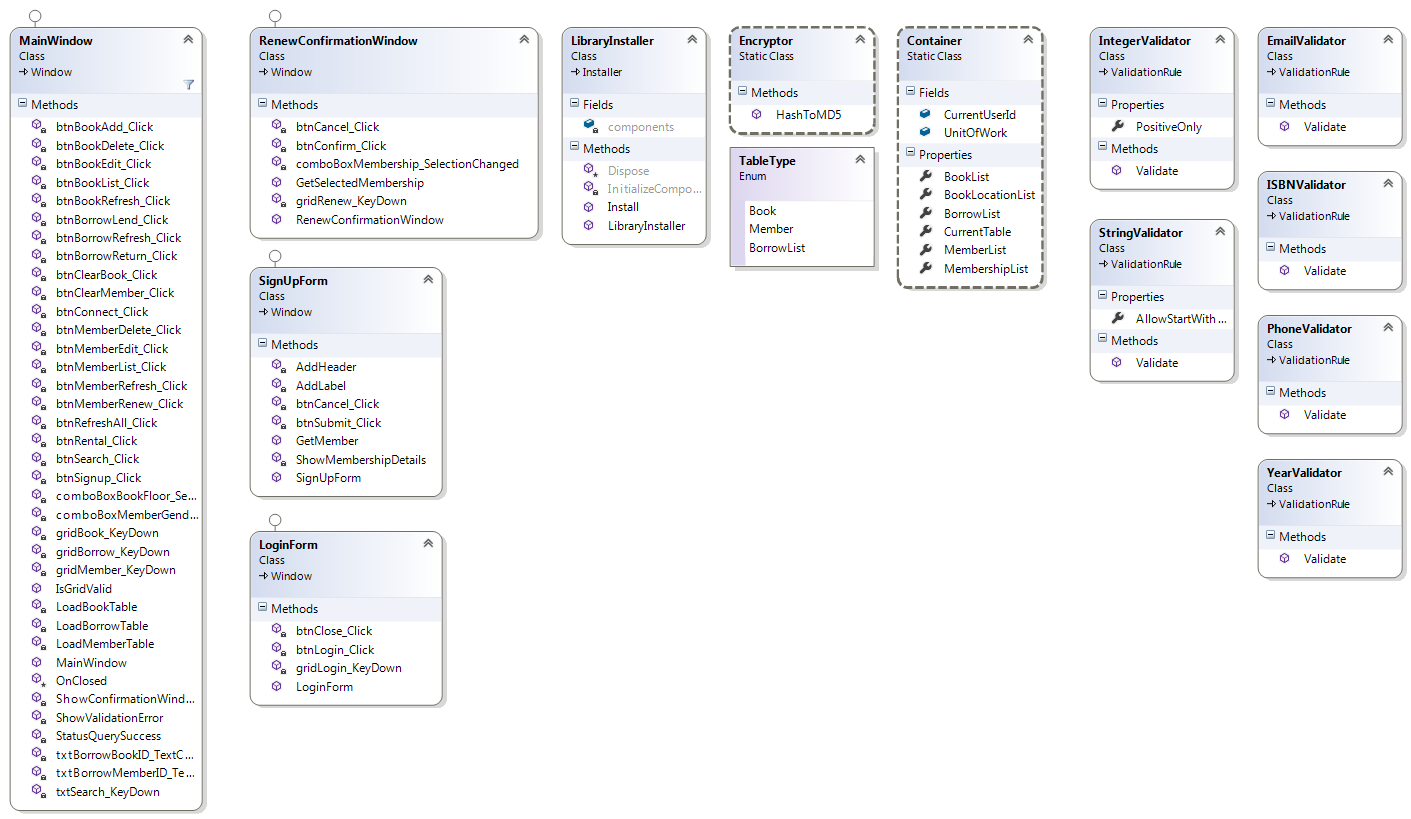 MainWindow
Class
Window
Methods
btnBookAdd_Click
btnBookDelete_Click
btnBookEdit_Click
btnBookList_Click
btnBookRefresh_Click
btnBorrowLend_Click
btnBorrowRefresh_Click
btnBorrowReturn_Click
btnClearBook_Click
btnClearMember_Click
btnConnect_Click
btnMemberDelete_Click
btnMemberEdit_Click
btnMemberList_Click
btnMemberRefresh_Click
btnMemberRenew_Click
btnRefreshAll_Click
btnRental_Click
btnSearch_Click
btnSignup_Click
comboBoxBookFloor_Se...
comboBoxMemberGend...
gridBook_KeyDown
gridBorrow_KeyDown
gridMember_KeyDown
IsGridValid
LoadBookTable
LoadBorrowTable
LoadMemberTable
MainWindow
OnClosed
ShowConfirmationWind...
ShowValidationError
StatusQuerySuccess
txtBorrowBookID_TextC...
txtBorrowMemberID_Te...
txtSearch_KeyDown
RenewConfirmationWindow
Class
Window
Methods
btnCancel_Click
btnConfirm_Click
comboBoxMembership_SelectionChanged
GetSelectedMembership
gridRenew_KeyDown
RenewConfirmationWindow
SignUpForm
Class
Window
Methods
AddHeader
AddLabel
btnCancel_Click
btnSubmit_Click
GetMember
ShowMembershipDetails
SignUpForm
LoginForm
Class
Window
Methods
btnClose_Click
btnLogin_Click
gridLogin_KeyDown
LoginForm
LibraryInstaller
Class
Installer
Fields
components
Methods
Dispose
InitializeCompo...
Install
LibraryInstaller
Encryptor
Static Class
Methods
HashToMD5
TableType
Enum
Book
Member
BorrowList
Container
Static Class
Fields
CurrentUserId
UnitOfWork
Properties
BookList
BookLocationList
BorrowList
CurrentTable
MemberList
MembershipList
IntegerValidator
Class
ValidationRule
Properties
PositiveOnly
Methods
Validate
StringValidator
Class
ValidationRule
Properties
AllowStartWith ...
Methods
Validate
EmailValidator
Class
ValidationRule
Methods
Validate
ISBNValidator
Class
ValidationRule
Methods
Validate
PhoneValidator
Class
ValidationRule
Methods
Validate
YearValidator
Class
ValidationRule
Methods
Validate